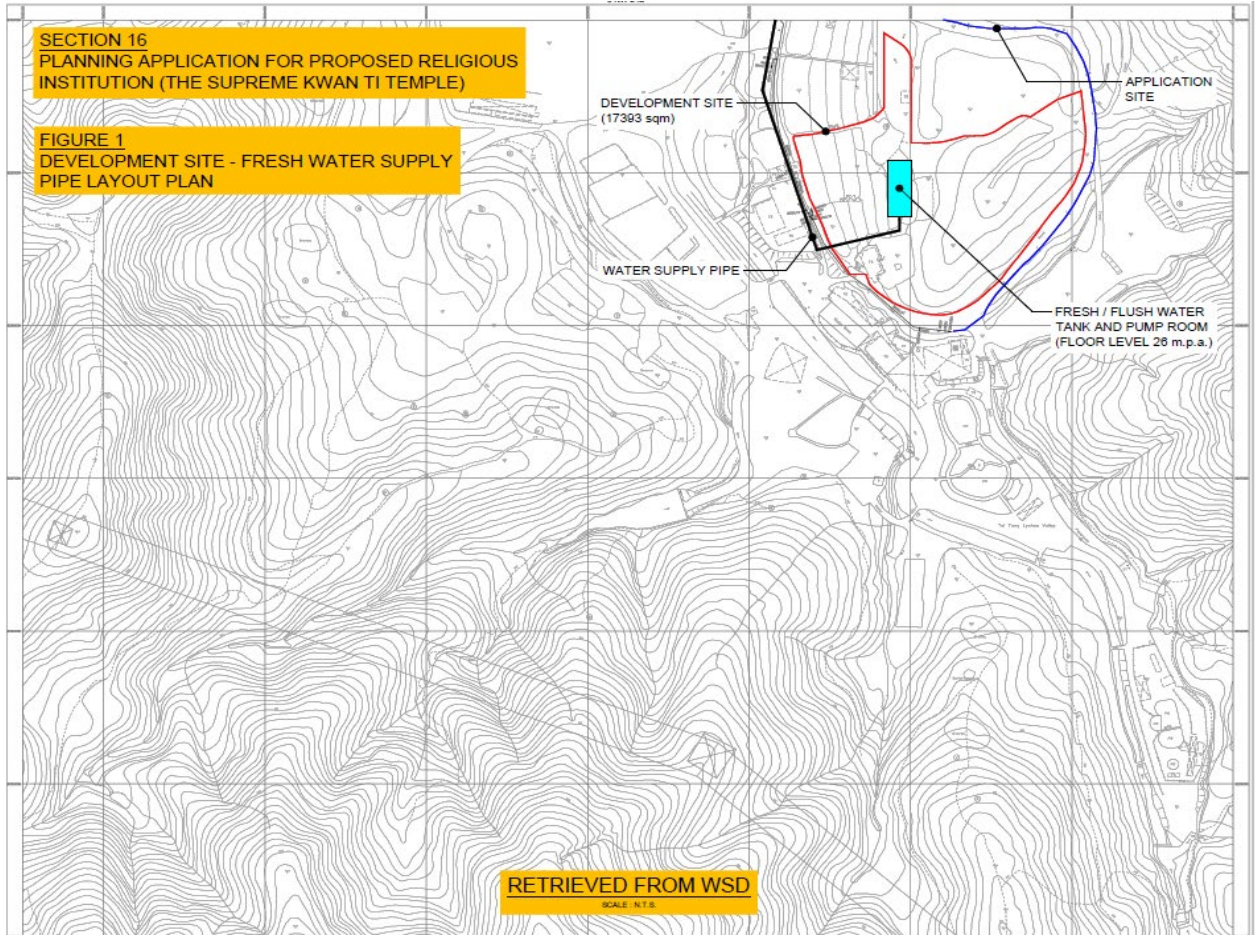 SECTION 16
PLANNING APPLICATION FOR PROPOSED RELIGIOUS
INSTITUTION (THE SUPREME KWAN TI TEMPLE)
FIGURE 1
DEVELOPMENT SITE - FRESH WATER SUPPLY
PIPE LAYOUT PLAN
DEVELOPMENT SITE
(17393 sqm)
APPLICATION
SITE
WATER SUPPLY PIPE
FRESH / FLUSH WATER
TANK AND PUMP ROOM
(FLOOR LEVEL 26 m.p.a.)
RETRIEVED FROM WSD
SCALE : N.T.S.